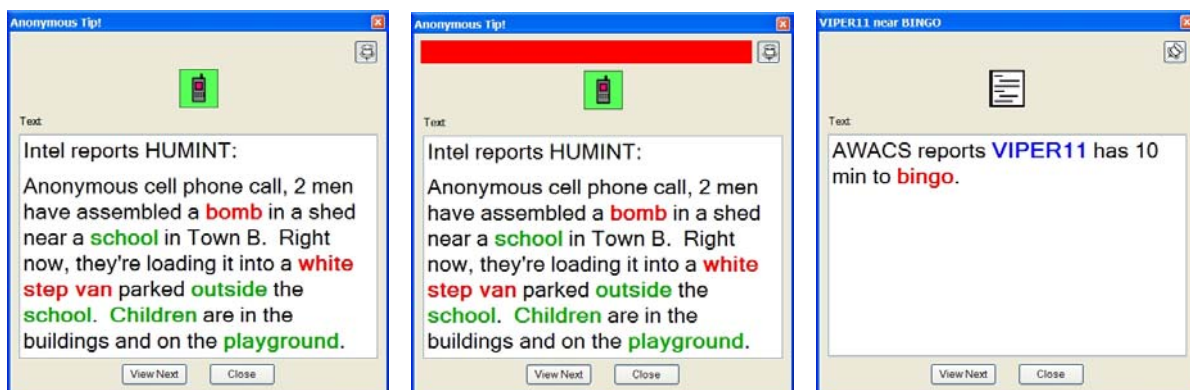 Anonymous Tip!
Text
Intel reports HUMINT:
Anonymous cell phone call, 2 men
have assembled a bomb in a shed
near a school in Town B. Right
now, they're loading it into a white
step van parked outside the
school. Children are in the
buildings and on the playground.
View Next
Close
Anonymous Tip!
Text
Intel reports HUMINT:
Anonymous cell phone call, 2 men
have assembled a bomb in a shed
near a school in Town B. Right
now, they're loading it into a white
step van parked outside the
school. Children are in the
buildings and on the playground.
View Next
Close
VIPER11 near BINGO
Text
AWACS reports VIPER11 has 10
min to bingo.
View Next
Close